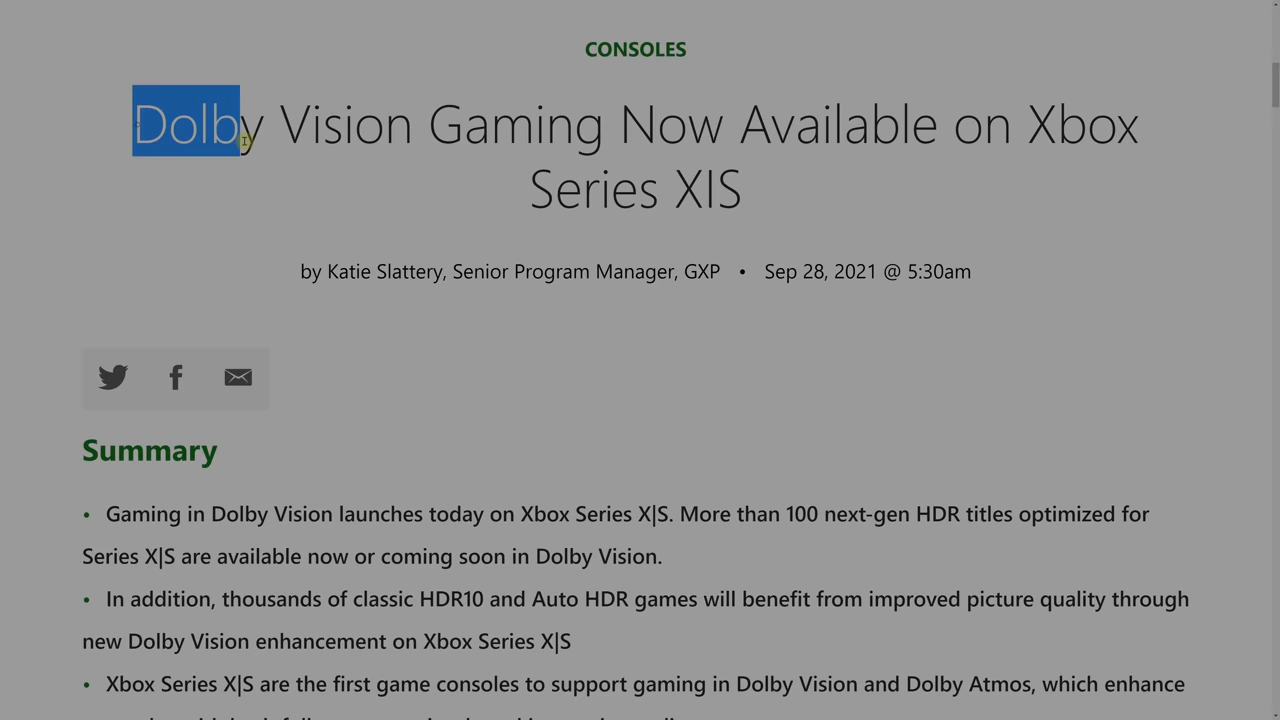 CONSOLES
Dolby Vision Gaming Now Available on Xbox
Series X|S
by Katie Slattery, Senior Program Manager, GXP • Sep 28, 2021 @ 5:30am
Summary
• Gaming in Dolby Vision launches today on Xbox Series X|S. More than 100 next-gen HDR titles optimized for
Series X|S are available now or coming soon in Dolby Vision.
• In addition, thousands of classic HDR10 and Auto HDR games will benefit from improved picture quality through
new Dolby Vision enhancement on Xbox Series X|S
• Xbox Series X|S are the first game consoles to support gaming in Dolby Vision and Dolby Atmos, which enhance